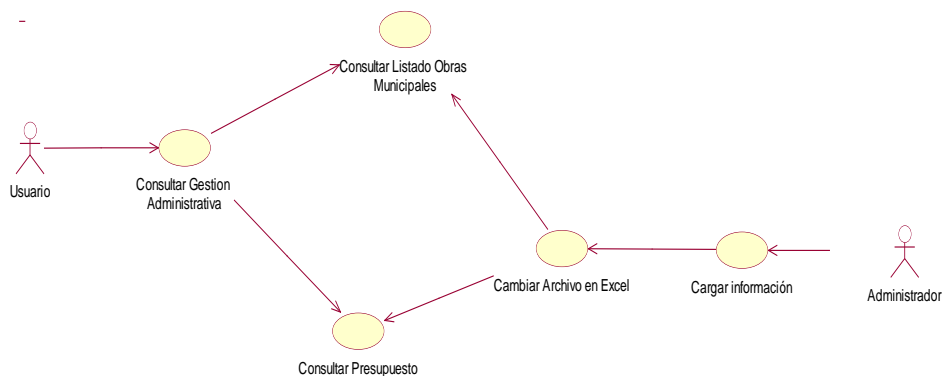 Consultar Listado Obras
Municipales
Usuario
Consultar Gestion
Administrativa
Cambiar Archivo en Excel
Cargar información
Administrador
Consultar Presupuesto